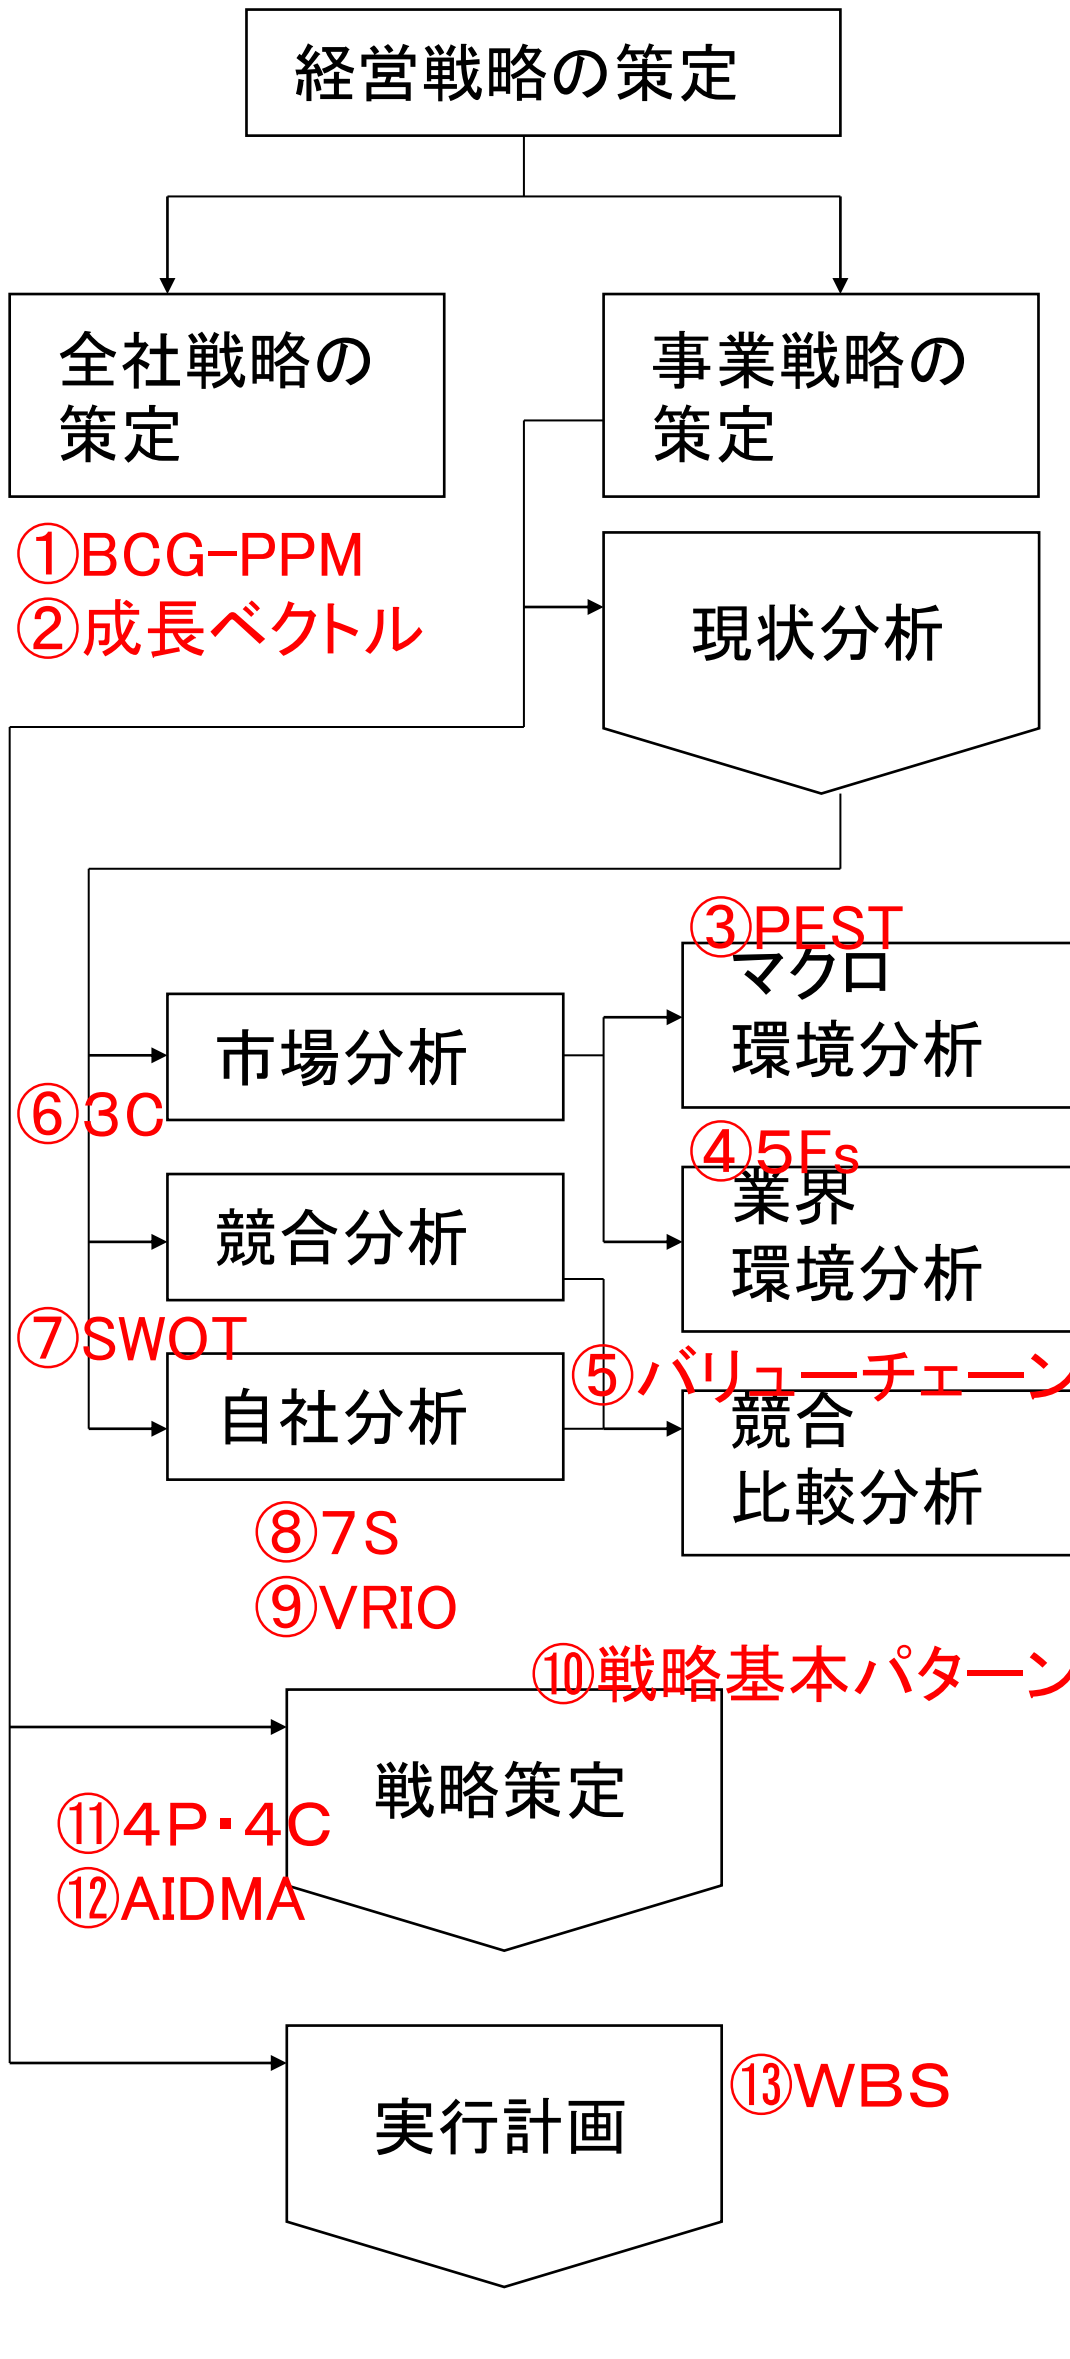 経営戦略の策定
全社戦略の
策定
事業戦略の
策定
①BCG-PPM
②成長ベクトル
現状分析
③PEST
マクロ
環境分析
市場分析
⑥3C
④5Fs
業界
環境分析
競合分析
⑦SWOT
⑤バリューチェーン
自社分析
競合
比較分析
⑧7S
⑨VRIO
⑩戦略基本パターン
戦略策定
⑪4P・4C
⑫AIDMA
実行計画
⑬WBS